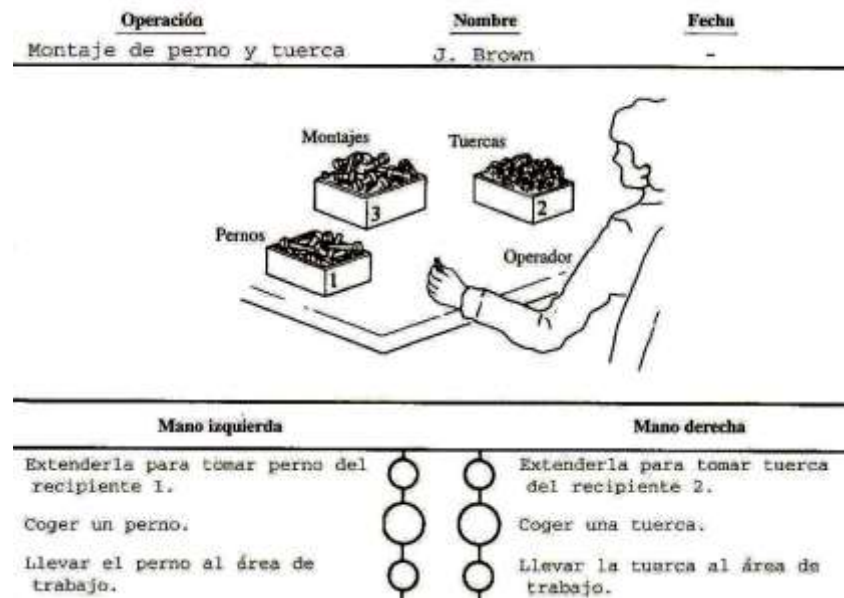 Operación Nombre Fecha
Montaje de perno y tuerca J. Brown -
Montajes
Tuercas
3
2
Pernos
1
Operador
Mano izquierda Mano derecha
Extenderla para tomar perno del
recipiente 1.
Extenderla para tomar tuerca
del recipiente 2.
Coger un perno.
Coger una tuerca.
Llevar el perno al área de
trabajo.
Llevar la tuerca al área de
trabajo.